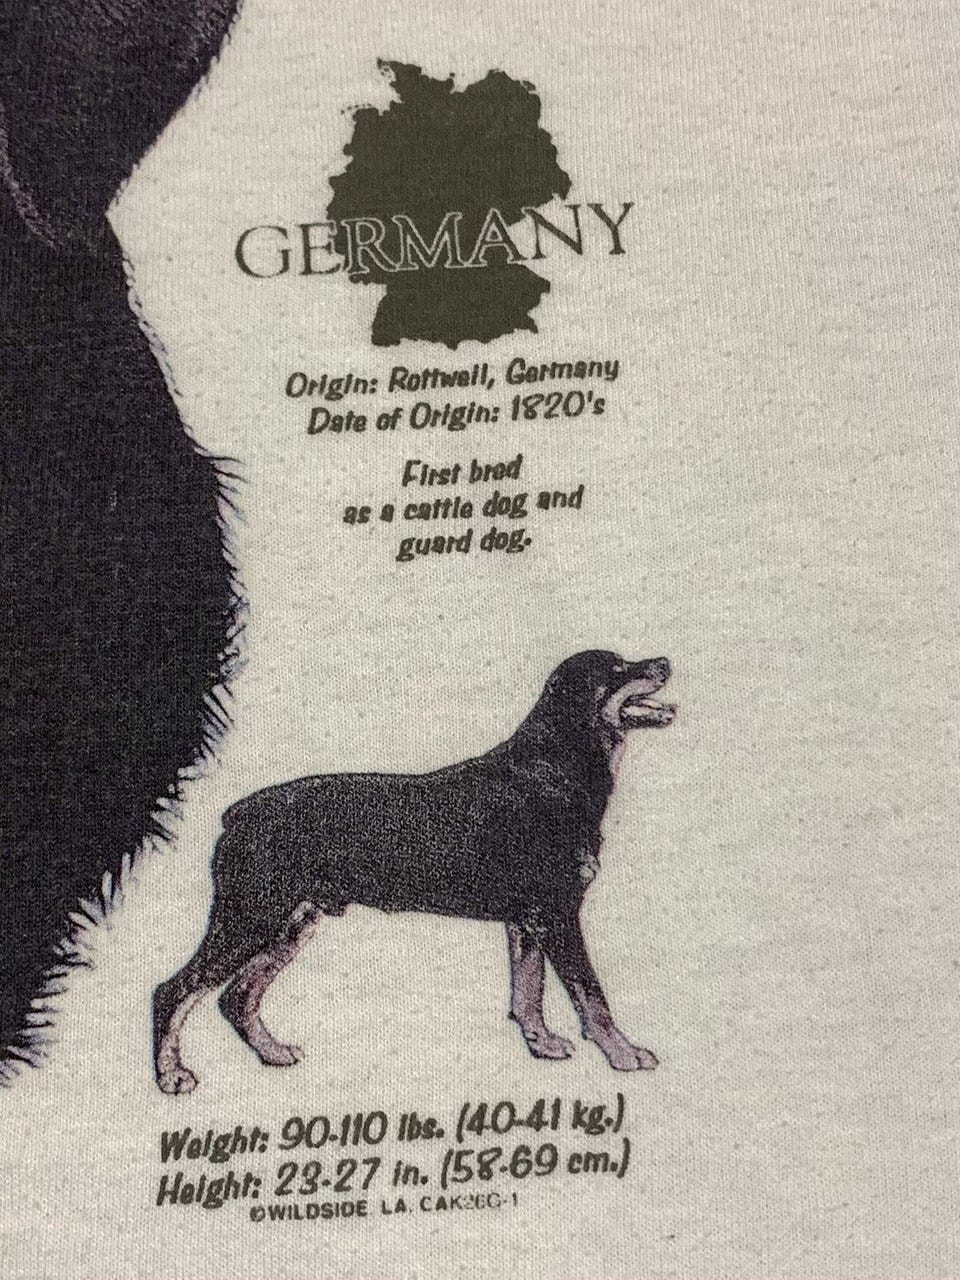 GERMANY
Origin: Rottweil, Germany
Date of Origin: 1820's
First bred
as a cattle dog and
guard dog.
Weight: 90-110 lbs. (40-41 kg.)
Height: 23-27 in. (58-69 cm.)
©WILDSIDE LA. CA